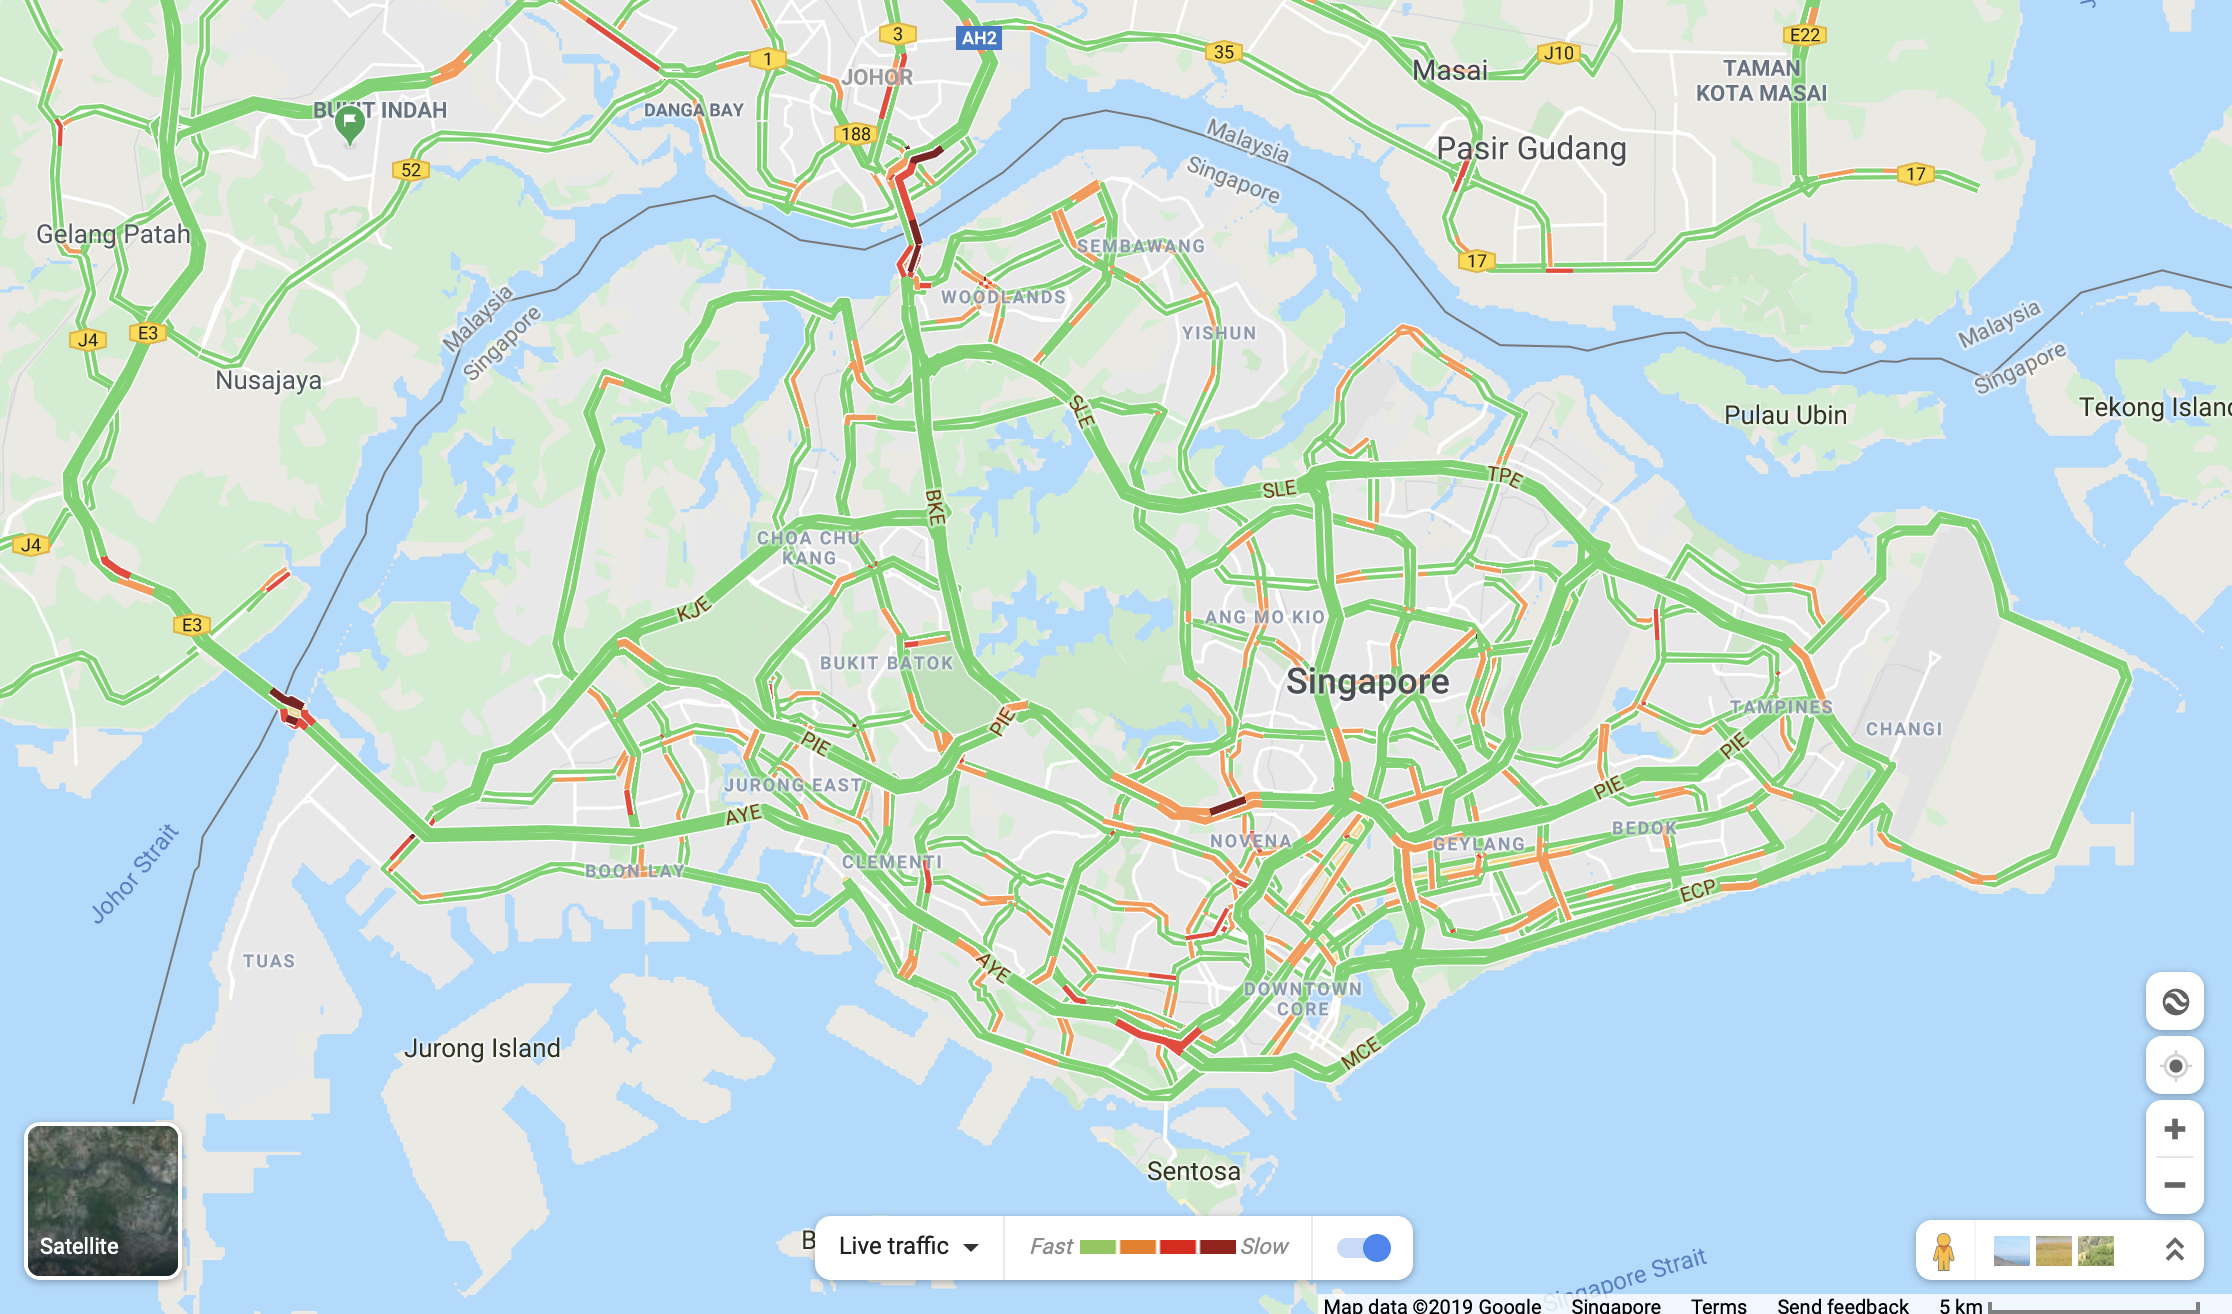 3
AH2
1
35
J10
E22
JOHOR
Masai
TAMAN
KOTA MASAI
BUKIT INDAH
DANGA BAY
188
52
Malaysia
Singapore
Pasir Gudang
17
Gelang Patah
SEMBAWANG
17
WOODLANDS
YISHUN
J4
E3
Malaysia
Singapore
Malaysia
Singapore
Nusajaya
SLE
Pulau Ubin
Tekong Island
BKE
SLE
TPE
J4
CHOA CHU
KANG
KJE
E3
ANG MO KIO
BUKIT BATOK
Singapore
TAMPINES
CHANGI
PIE
PIE
PIE
JURONG EAST
PIE
AYE
NOVENA
GEYLANG
BEDOK
Johor Strait
BOON LAY
CLEMENTI
ECP
TUAS
AYE
DOWNTOWN
CORE
Jurong Island
MCE
Sentosa
Satellite
B
Live traffic
Fast
Slow
Singapore Strait
Map data ©2019 Google
Singapore
Terms
Send feedback
5 km